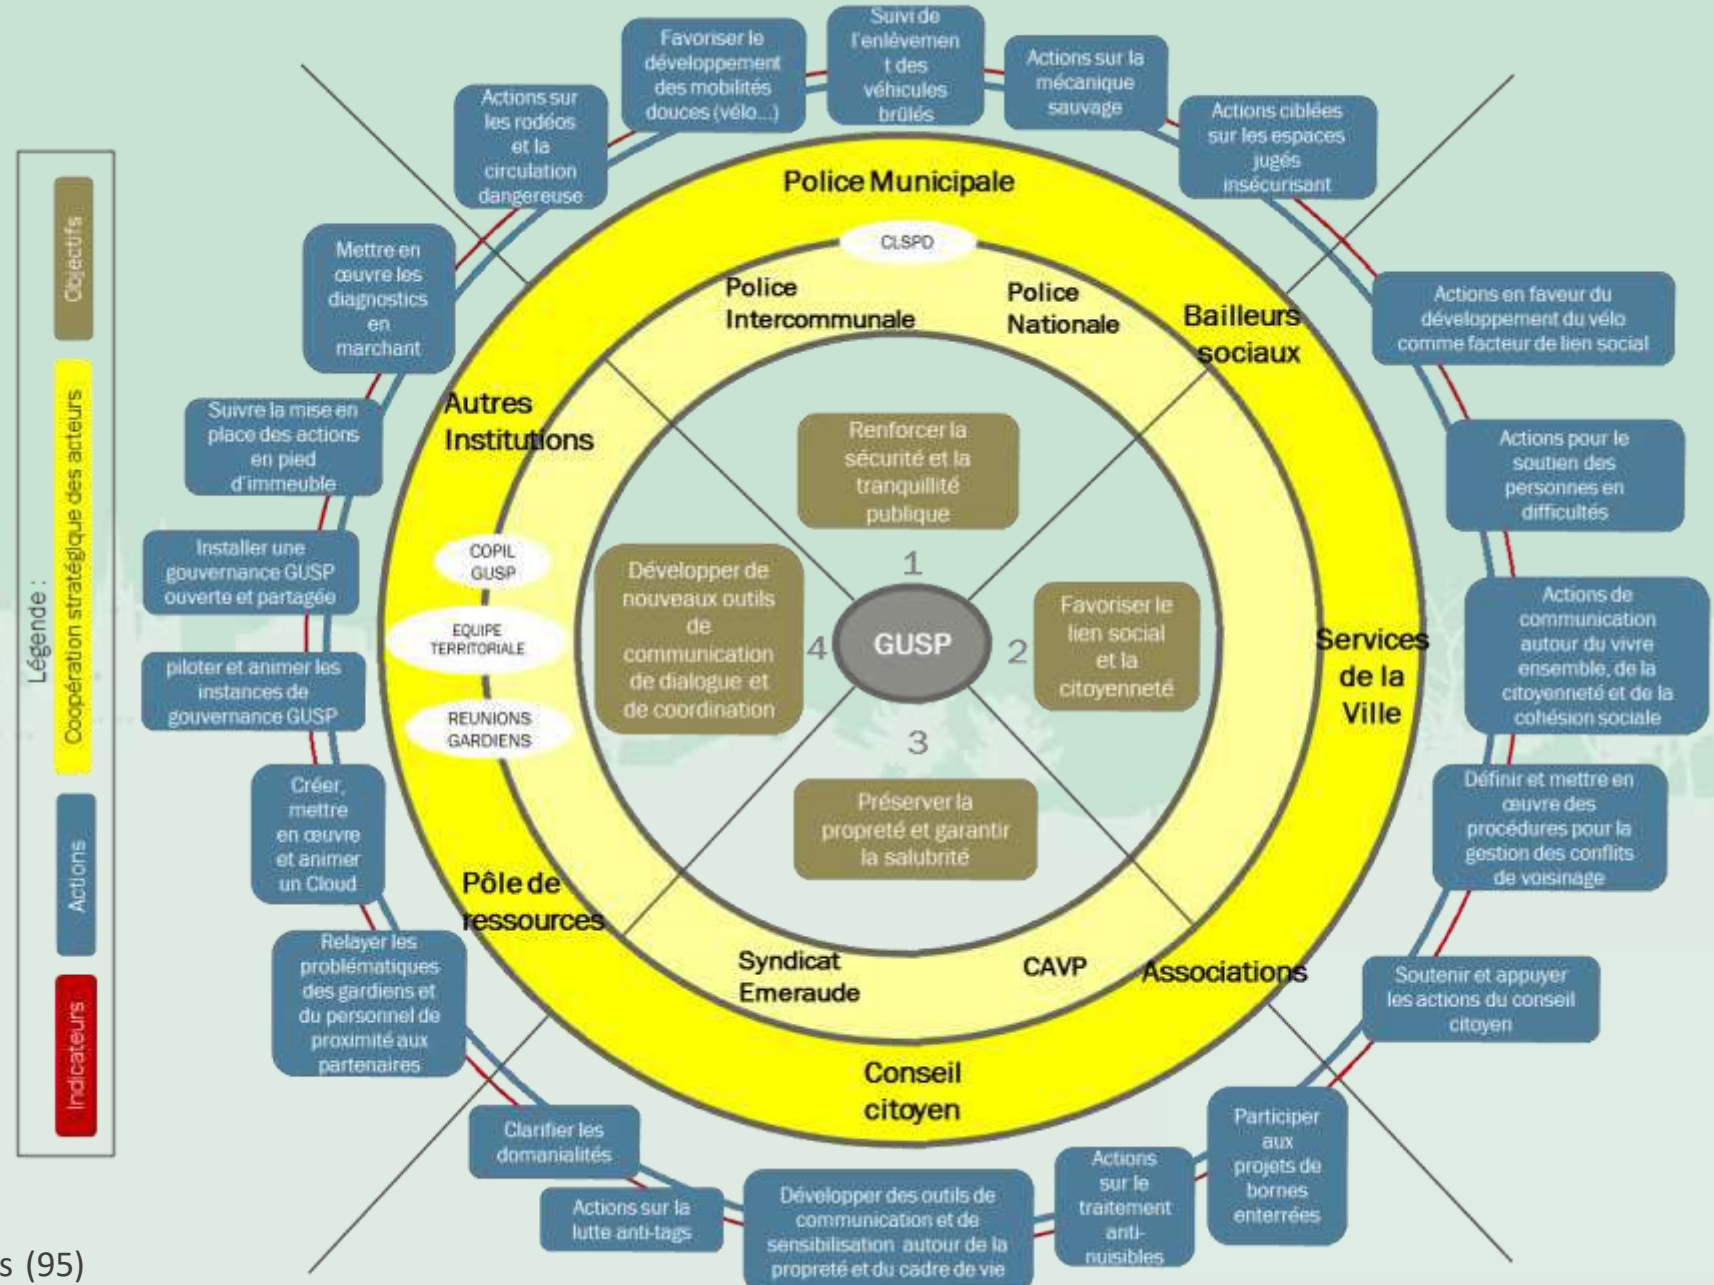 Légende :
Objectifs
Coopération stratégique des acteurs
Actions
Indicateurs
Suivi de
l'enlèvemen
t des
véhicules
brûlés
Favoriser le
développement
des mobilités
douces (vélo...)
Actions sur la
mécanique
sauvage
Actions sur
les rodéos
et la
circulation
dangereuse
Actions ciblées
sur les espaces
jugés
insécurisant
Mettre en
œuvre les
diagnostics
en
marchant
Actions en faveur du
développement du vélo
comme facteur de lien social
Suivre la mise en
place des actions
en pied
d'immeuble
Actions pour le
soutien des
personnes en
difficultés
Installer une
gouvernance GUSP
ouverte et partagée
Actions de
communication
autour du vivre
ensemble, de la
citoyenneté et de la
cohésion sociale
piloter et animer les
instances de
gouvernance GUSP
Définir et mettre en
œuvre des
procédures pour la
gestion des conflits
de voisinage
Créer,
mettre
en œuvre
et animer
un Cloud
Relayer les
problématiques
des gardiens et
du personnel de
proximité aux
partenaires
Soutenir et appuyer
les actions du conseil
citoyen
Clarifier les
domanialités
Actions sur la
lutte anti-tags
Développer des outils de
communication et de
sensibilisation autour de la
propreté et du cadre de vie
Actions
sur le
traitement
anti-
nuisibles
Participer
aux
projets de
bornes
enterrées
Police Municipale
CLSPD
Police
Intercommunale
Police
Nationale
Bailleurs
sociaux
Autres
Institutions
COPIL
GUSP
EQUIPE
TERRITORIALE
REUNIONS
GARDIENS
Services
de la
Ville
Pôle de
ressources
Syndicat
Emeraude
CAVP
Associations
Conseil
citoyen
Renforcer la
sécurité et la
tranquillité
publique
1
Développer de
nouveaux outils
de
communication
de dialogue et
de coordination
4
GUSP
2
Favoriser le
lien social
et la
citoyenneté
3
Préserver la
propreté et garantir
la salubrité
s (95)